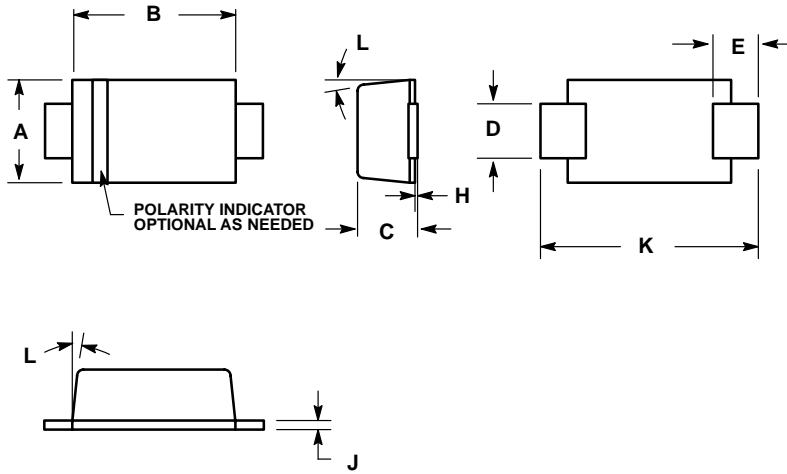 B
L
E
A
D
H
POLARITY INDICATOR
OPTIONAL AS NEEDED
C
K
L
J